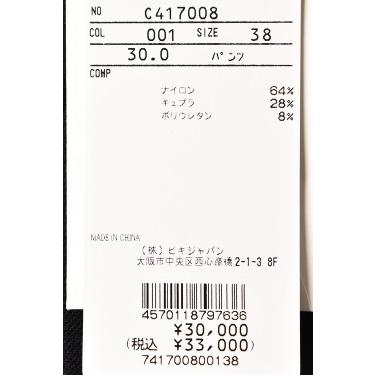 NO C417008
COL 001 SIZE 38
30.0 パンツ
COMP
ナイロン 64%
キュプラ 28%
ポリウレタン 8%
MADE IN CHINA
(株)ピキジャパン
大阪市中央区西心斎橋2-1-3 8F
4570118797636
¥30,000
(税込 ¥33,000)
741700800138